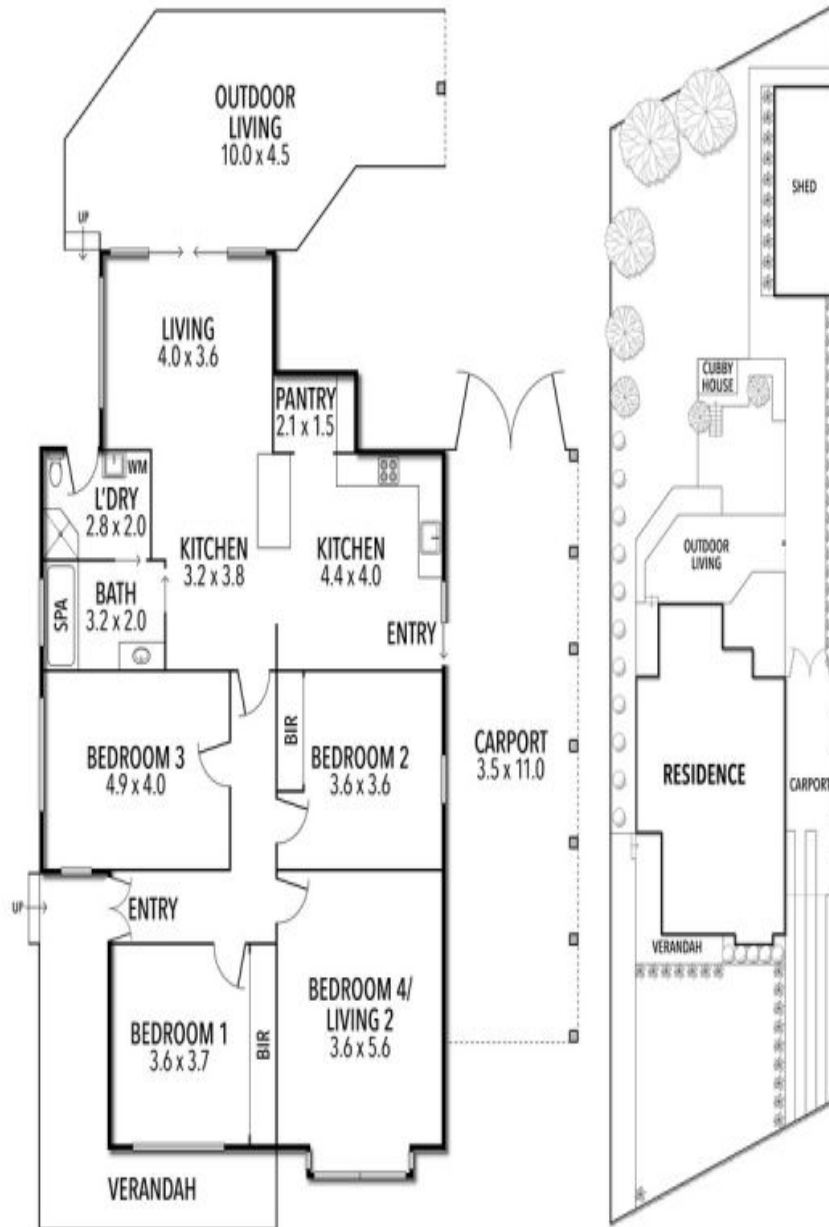 OUTDOOR
LIVING
10.0 x 4.5
UP
LIVING
4.0 x 3.6
PANTRY
2.1 x 1.5
WM
L'DRY
2.8 x 2.0
KITCHEN
3.2 x 3.8
KITCHEN
4.4 x 4.0
SPA
BATH
3.2 x 2.0
ENTRY
BEDROOM 3
4.9 x 4.0
BIR
BEDROOM 2
3.6 x 3.6
CARPORT
3.5 x 11.0
UP
ENTRY
BEDROOM 1
3.6 x 3.7
BIR
BEDROOM 4/
LIVING 2
3.6 x 5.6
VERANDAH
SHED
CUBBY
HOUSE
OUTDOOR
LIVING
RESIDENCE
CARPORT
VERANDAH